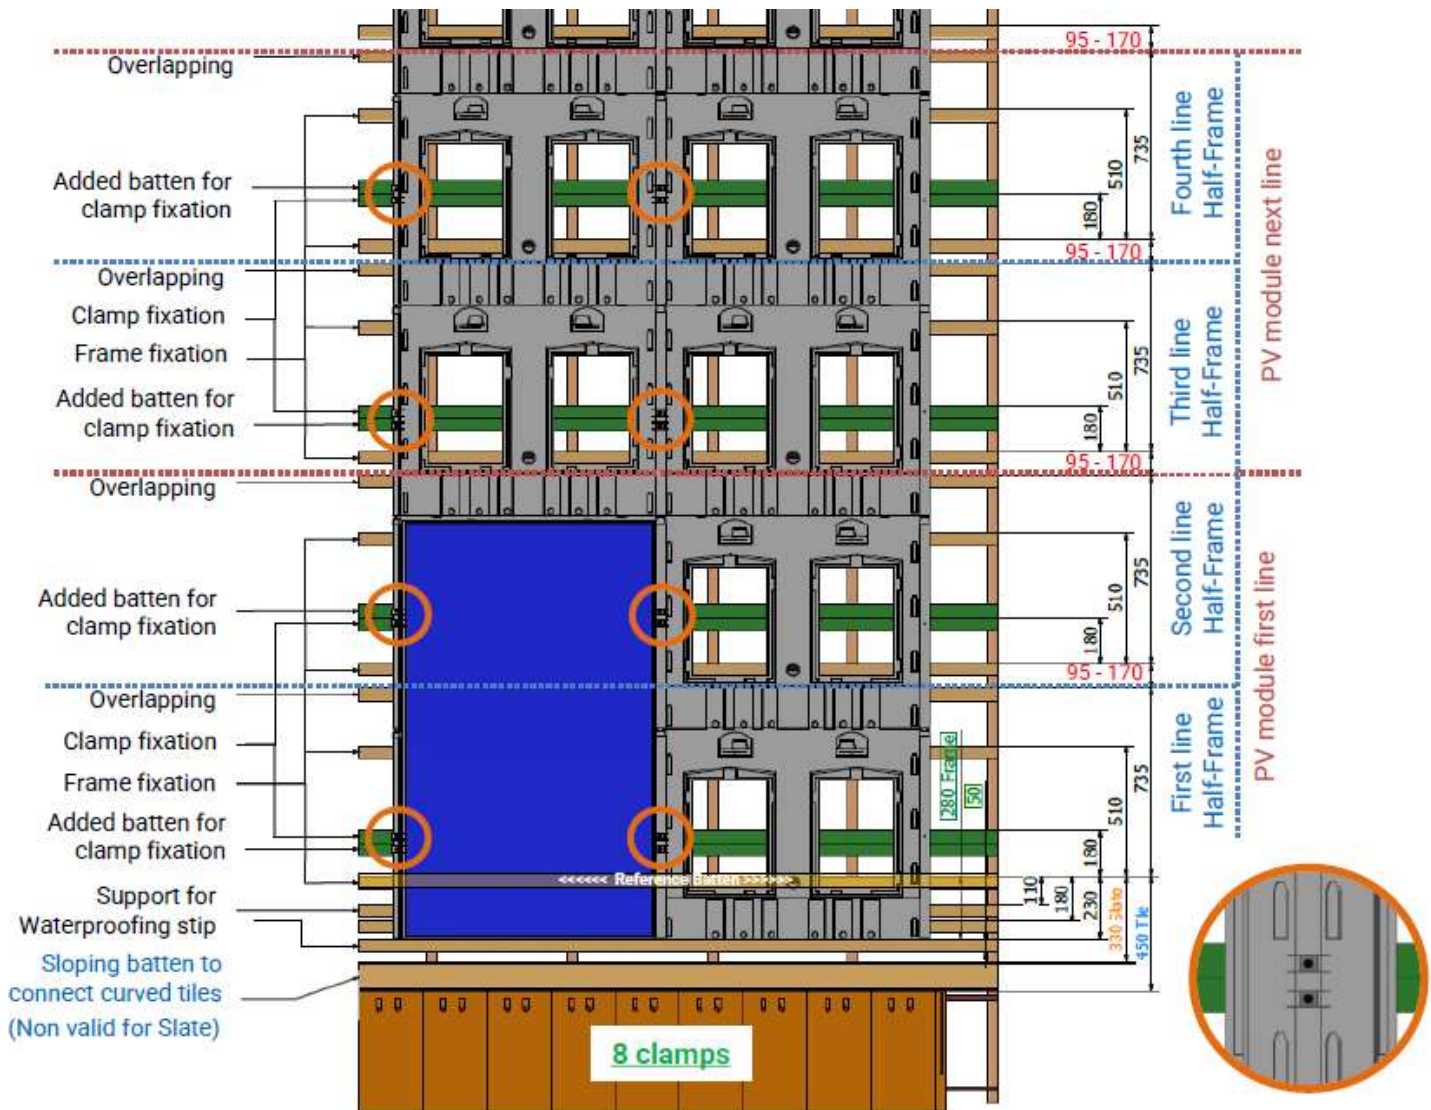 95 - 170
Overlapping
Fourth line
Half-Frame
735
510
180
Added batten for
clamp fixation
PV module next line
95 - 170
Overlapping
Clamp fixation
Frame fixation
Third line
Half-Frame
735
510
180
Added batten for
clamp fixation
95 - 170
Overlapping
Second line
Half-Frame
735
510
180
Added batten for
clamp fixation
PV module first line
95 - 170
Overlapping
Clamp fixation
Frame fixation
First line
Half-Frame
280 Frame
50
735
510
180
Added batten for
clamp fixation
<<<<<< Reference Batten >>>>>>
110
180
230
330 Slate
450 Tile
Support for
Waterproofing stip
Sloping batten to
connect curved tiles
(Non valid for Slate)
8 clamps